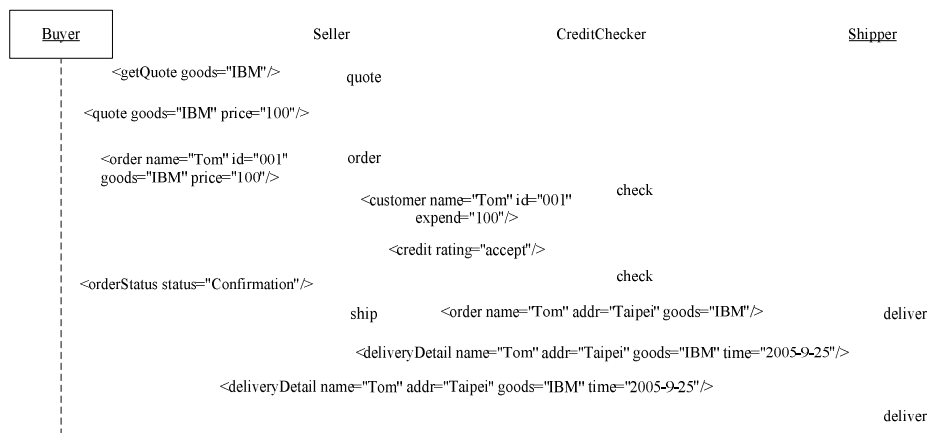 Buyer
Seller
CreditChecker
Shipper
<getQuote goods="IBM"/>
quote
<quote goods="IBM" price="100"/>
<order name="Tom" id="001"
goods="IBM" price="100"/>
order
check
<customer name="Tom" id="001"
expend="100"/>
<credit rating="accept"/>
check
<orderStatus status="Confirmation"/>
ship
<order name="Tom" addr="Taipei" goods="IBM"/>
deliver
<deliveryDetail name="Tom" addr="Taipei" goods="IBM" time="2005-9-25"/>
<deliveryDetail name="Tom" addr="Taipei" goods="IBM" time="2005-9-25"/>
deliver